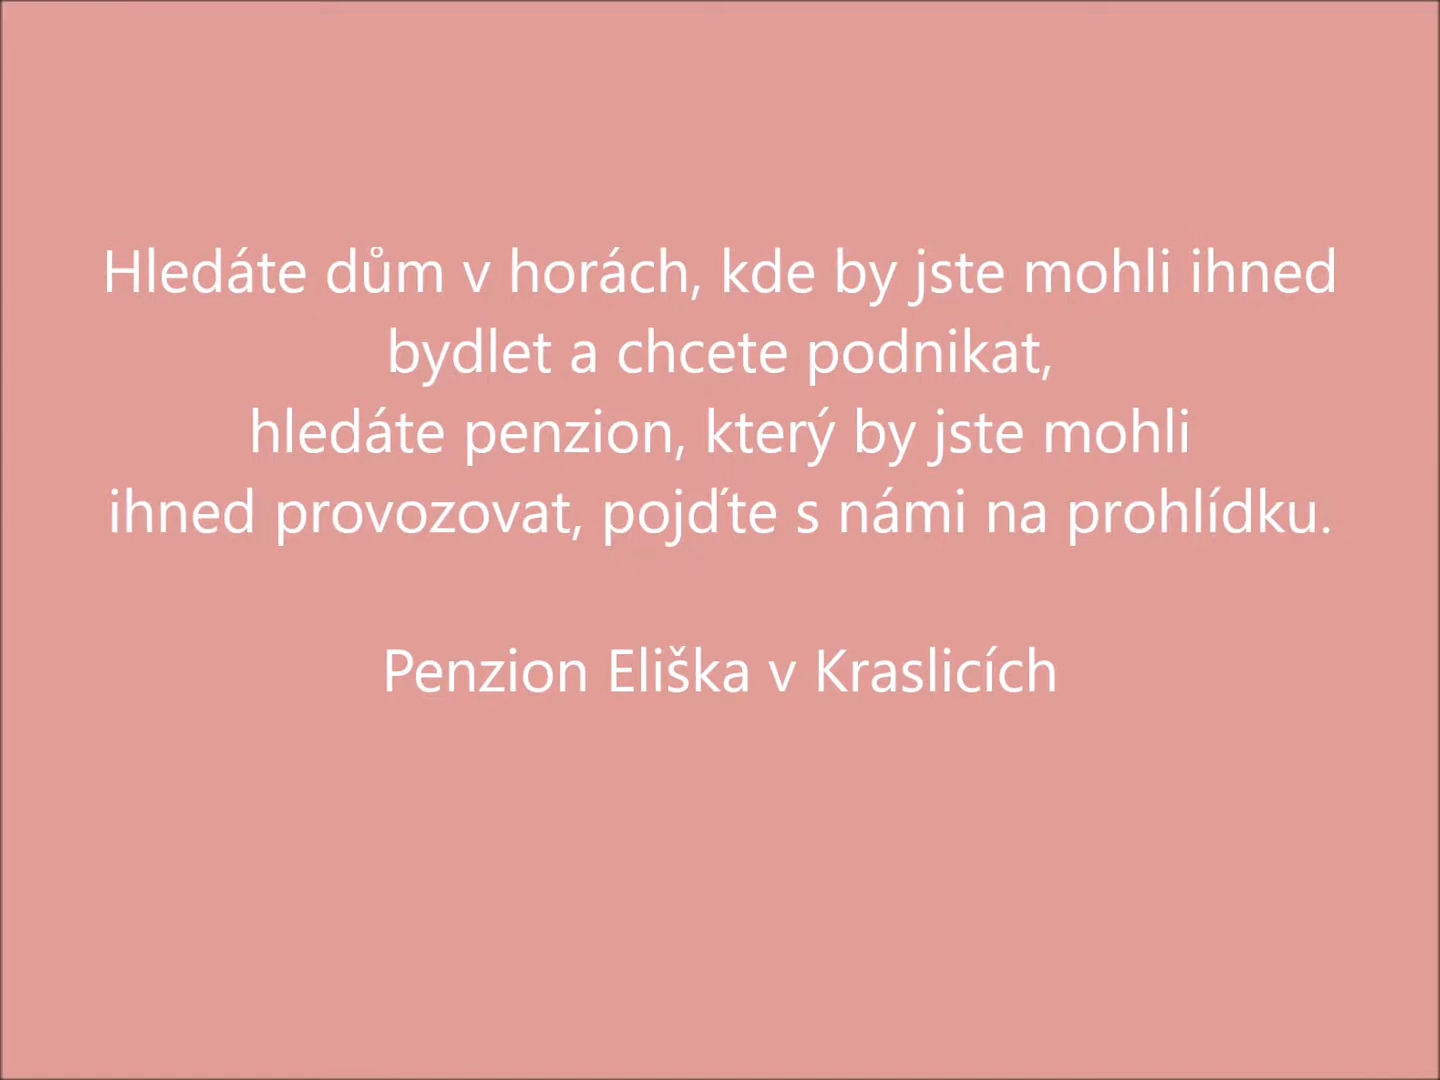 Hledáte dům v horách, kde by jste mohli ihned
bydlet a chcete podnikat,
hledáte penzion, který by jste mohli
ihned provozovat, pojďte s námi na prohlídku.
Penzion Eliška v Kraslicích